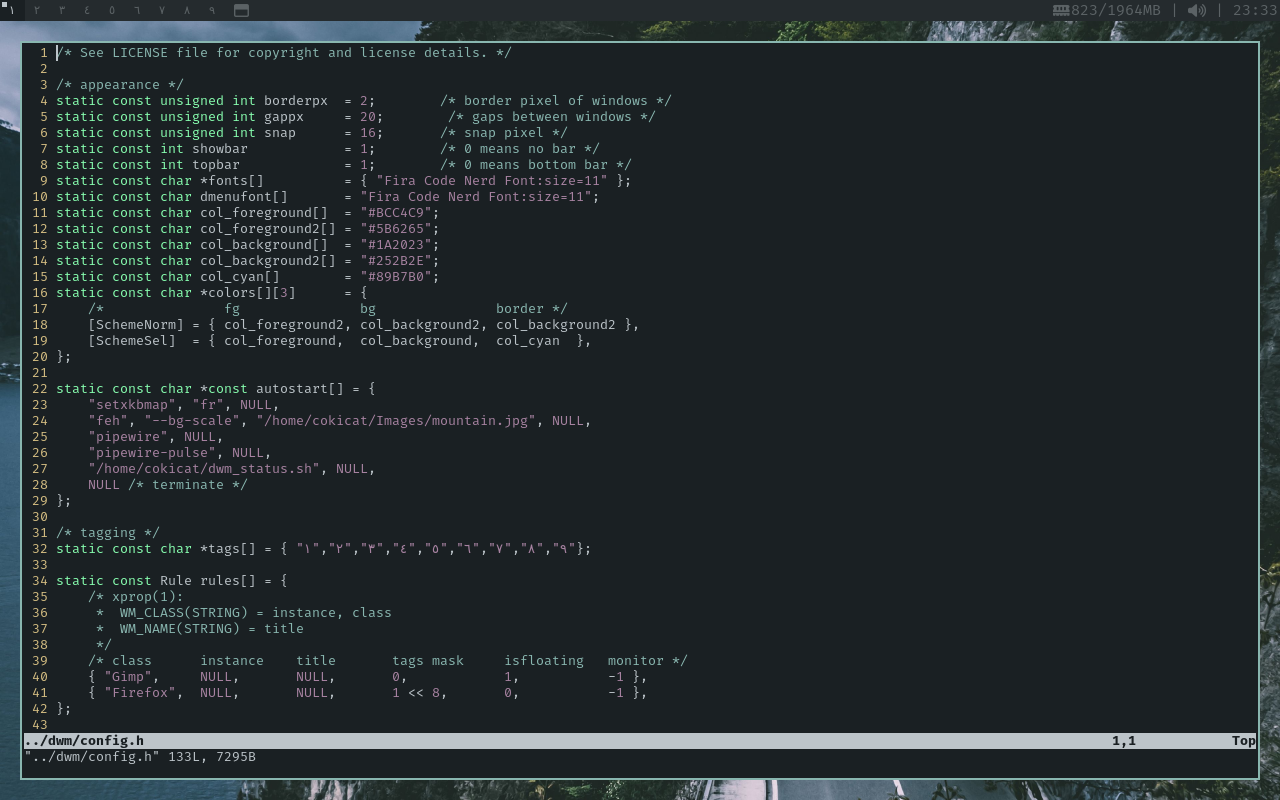 ١ ٢ ٣ ٤ ٥ ٦ ٧ ٨ ٩ 823/1964MB | | 23:33
1 /* See LICENSE file for copyright and license details. */
2
3 /* appearance */
4 static const unsigned int borderpx  = 2;        /* border pixel of windows */
5 static const unsigned int gappx     = 20;        /* gaps between windows */
6 static const unsigned int snap      = 16;       /* snap pixel */
7 static const int showbar            = 1;        /* 0 means no bar */
8 static const int topbar             = 1;        /* 0 means bottom bar */
9 static const char *fonts[]          = { "Fira Code Nerd Font:size=11" };
10 static const char dmenufont[]       = "Fira Code Nerd Font:size=11";
11 static const char col_foreground[]  = "#BCC4C9";
12 static const char col_foreground2[] = "#5B6265";
13 static const char col_background[]  = "#1A2023";
14 static const char col_background2[] = "#252B2E";
15 static const char col_cyan[]        = "#89B7B0";
16 static const char *colors[][3]      = {
17     /*               fg               bg               border */
18     [SchemeNorm] = { col_foreground2, col_background2, col_background2 },
19     [SchemeSel]  = { col_foreground,  col_background,  col_cyan  },
20 };
21
22 static const char *const autostart[] = {
23     "setxkbmap", "fr", NULL,
24     "feh", "--bg-scale", "/home/cokicat/Images/mountain.jpg", NULL,
25     "pipewire", NULL,
26     "pipewire-pulse", NULL,
27     "/home/cokicat/dwm_status.sh", NULL,
28     NULL /* terminate */
29 };
30
31 /* tagging */
32 static const char *tags[] = { "١","٢","٣","٤","٥","٦","٧","٨","٩"};
33
34 static const Rule rules[] = {
35     /* xprop(1):
36      *  WM_CLASS(STRING) = instance, class
37      *  WM_NAME(STRING) = title
38      */
39     /* class      instance    title       tags mask     isfloating   monitor */
40     { "Gimp",     NULL,       NULL,       0,            1,           -1 },
41     { "Firefox",  NULL,       NULL,       1 << 8,       0,           -1 },
42 };
43
../dwm/config.h 1,1 Top
"../dwm/config.h" 133L, 7295B